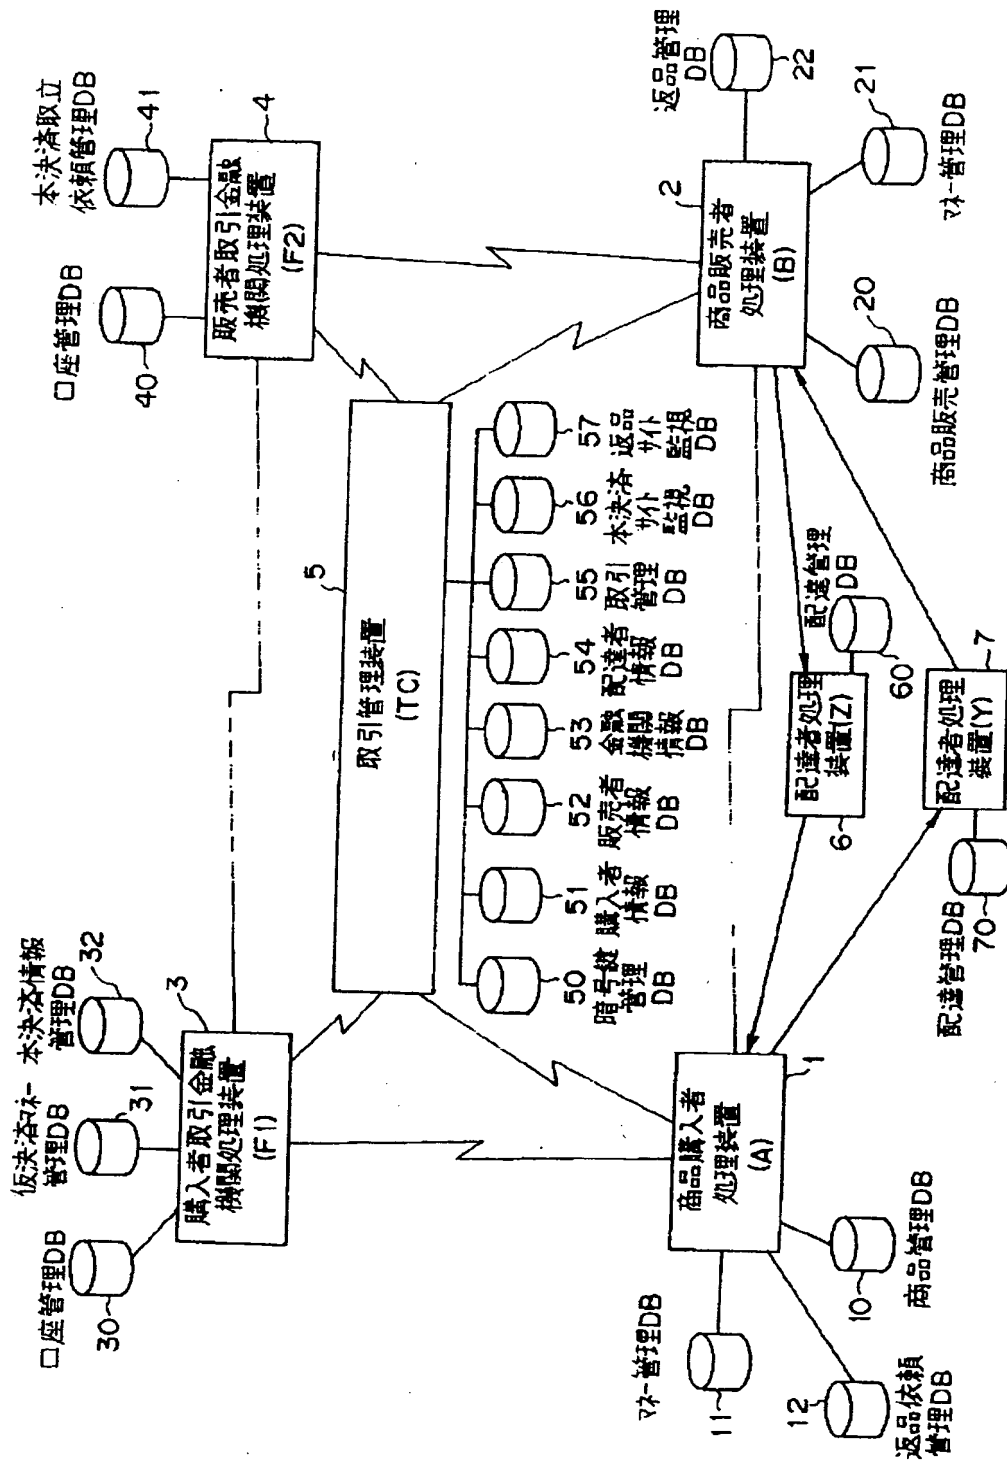 仮決済マネー
管理DB
31
本決済情報
管理DB
32
口座管理DB
30
3
購入者取引金融
機関処理装置
(F1)
口座管理DB
40
本決済取立
依頼管理DB
41
4
販売者取引金融
機関処理装置
(F2)
5
取引管理装置
(TC)
50
暗号鍵
管理
DB
51
購入者
情報
DB
52
販売者
情報
DB
53
金融
機関
情報DB
54
配達者
情報
DB
55
取引
管理
DB
56
本決済
サイト
監視
DB
57
返品
サイト
監視
DB
マネー管理DB
11
返品依頼
管理DB
12
商品管理DB
10
1
商品購入者
処理装置
(A)
配達者処理
装置(Z)
6
配達管理
DB
60
配達者処理
装置(Y)
7
配達管理DB
70
2
商品販売者
処理装置
(B)
商品販売管理DB
20
マネー管理DB
21
返品管理
DB
22